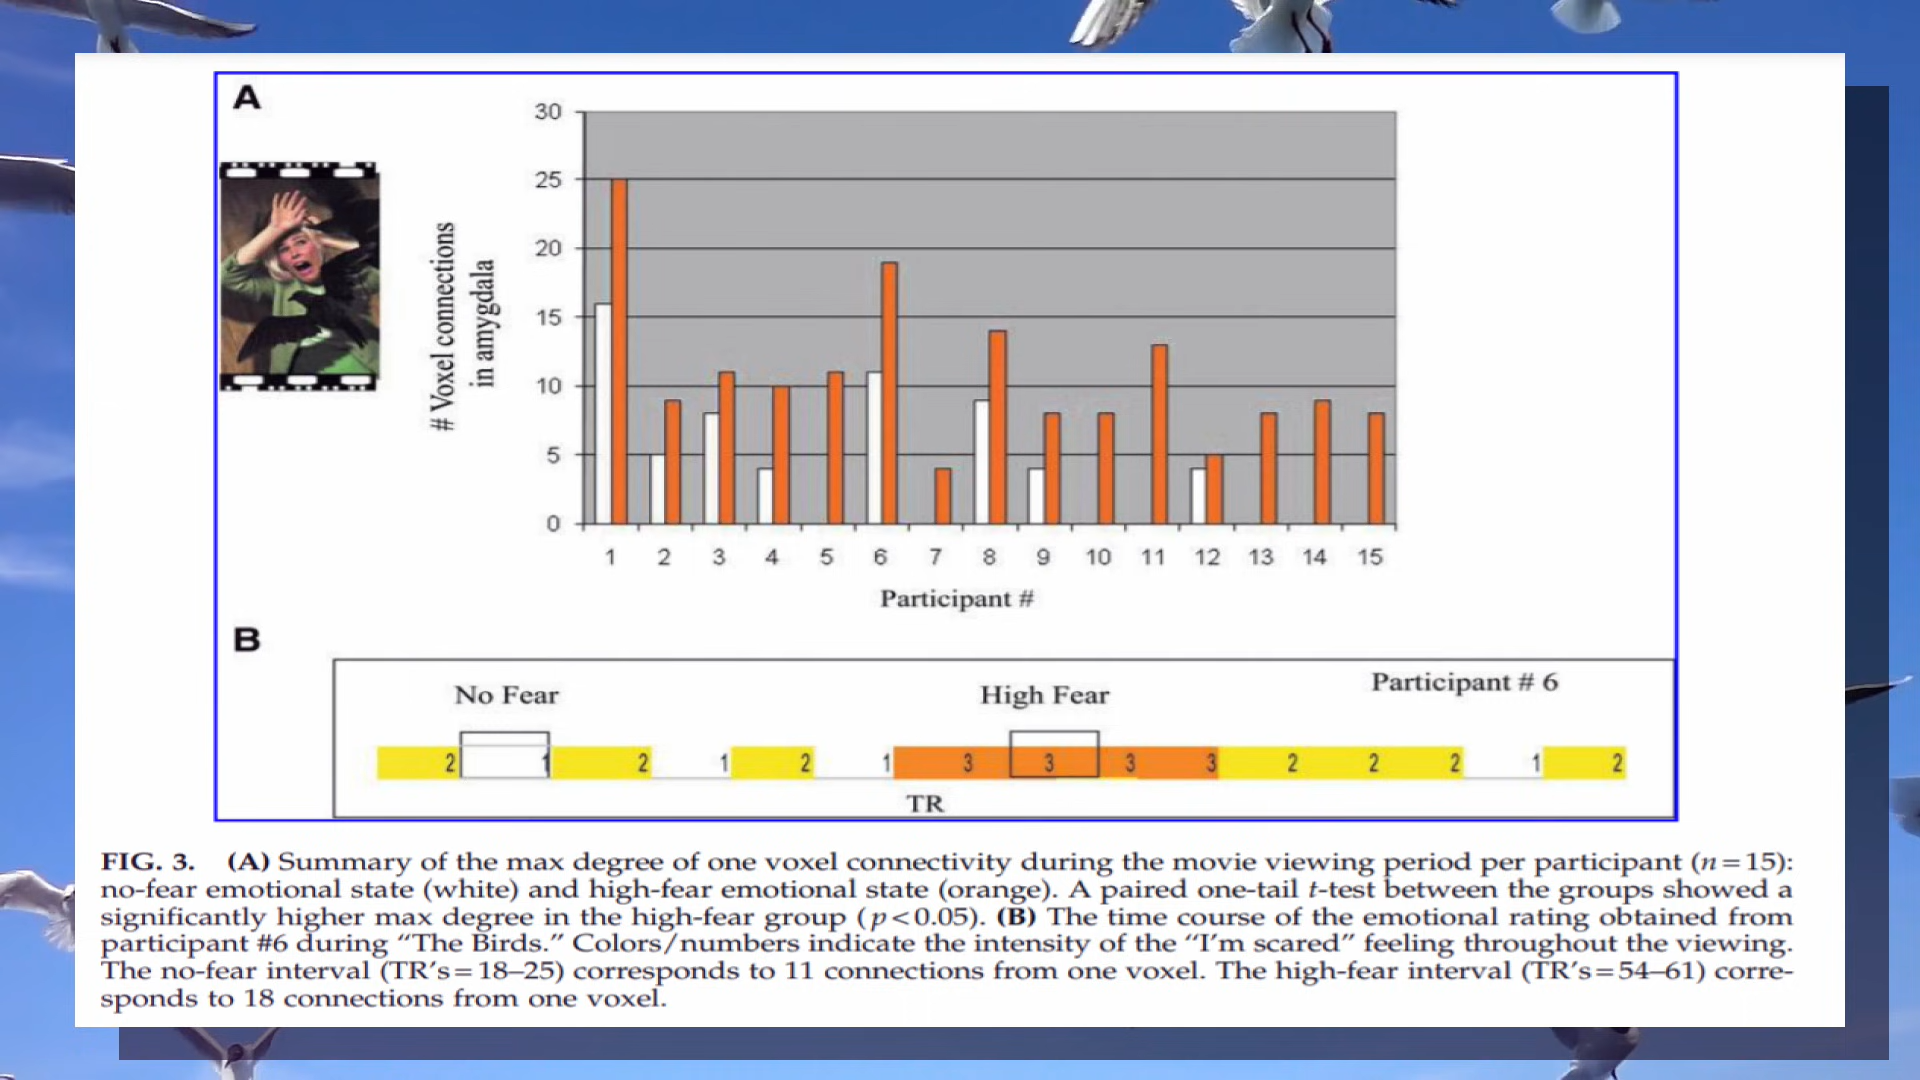 A
30
25
20
15
10
5
0
# Voxel connections
in amygdala
1 2 3 4 5 6 7 8 9 10 11 12 13 14 15
Participant #
B
No Fear
High Fear
Participant # 6
2 1 2 1 2 1 3 3 3 3 2 2 2 1 2
TR
FIG. 3. (A) Summary of the max degree of one voxel connectivity during the movie viewing period per participant (n=15):
no-fear emotional state (white) and high-fear emotional state (orange). A paired one-tail t-test between the groups showed a
significantly higher max degree in the high-fear group (p<0.05). (B) The time course of the emotional rating obtained from
participant #6 during “The Birds.” Colors/numbers indicate the intensity of the “I’m scared” feeling throughout the viewing.
The no-fear interval (TR’s=18–25) corresponds to 11 connections from one voxel. The high-fear interval (TR’s=54–61) corre-
sponds to 18 connections from one voxel.